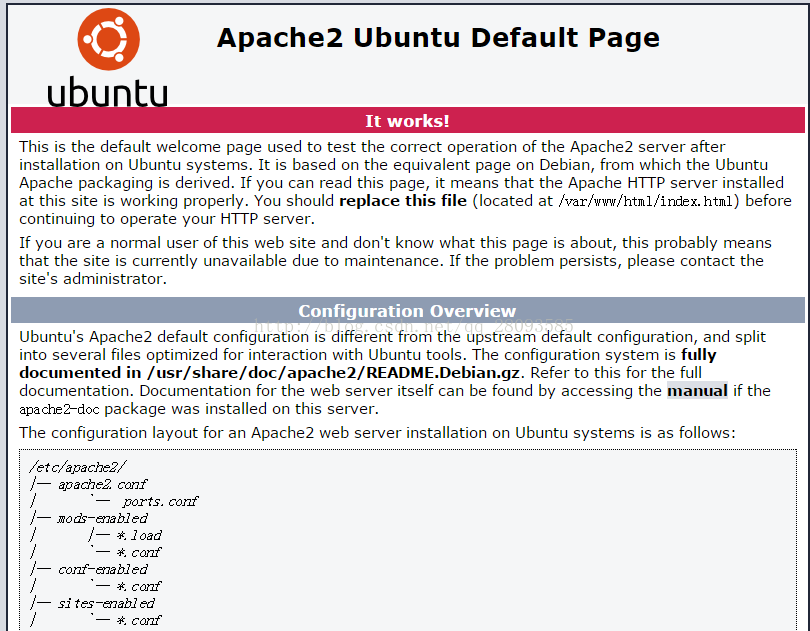 ubuntu
Apache2 Ubuntu Default Page
It works!
This is the default welcome page used to test the correct operation of the Apache2 server after
installation on Ubuntu systems. It is based on the equivalent page on Debian, from which the Ubuntu
Apache packaging is derived. If you can read this page, it means that the Apache HTTP server installed
at this site is working properly. You should replace this file (located at /var/www/html/index.html) before
continuing to operate your HTTP server.
If you are a normal user of this web site and don't know what this page is about, this probably means
that the site is currently unavailable due to maintenance. If the problem persists, please contact the
site's administrator.
Configuration Overview
http://blog.csdn.net/qq_28093585
Ubuntu's Apache2 default configuration is different from the upstream default configuration, and split
into several files optimized for interaction with Ubuntu tools. The configuration system is fully
documented in /usr/share/doc/apache2/README.Debian.gz. Refer to this for the full
documentation. Documentation for the web server itself can be found by accessing the manual if the
apache2-doc package was installed on this server.
The configuration layout for an Apache2 web server installation on Ubuntu systems is as follows:
/etc/apache2/
|-- apache2.conf
|       `--  ports.conf
|-- mods-enabled
|       |-- *.load
|       `-- *.conf
|-- conf-enabled
|       `-- *.conf
|-- sites-enabled
|       `-- *.conf